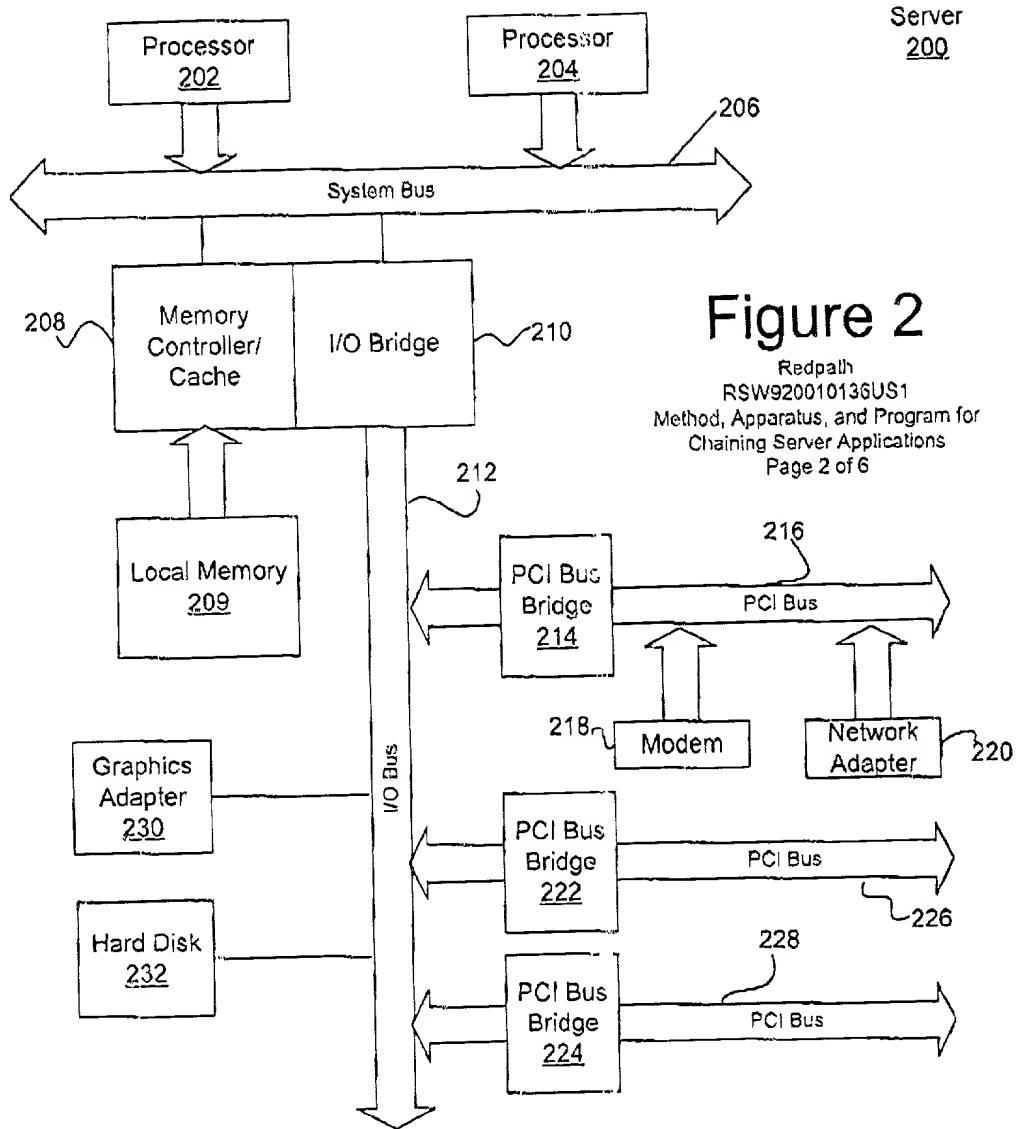 Server
200
Processor
202
Processor
204
206
System Bus
208
Memory
Controller/
Cache
I/O Bridge
210
Figure 2
Redpath
RSW920010136US1
Method, Apparatus, and Program for
Chaining Server Applications
Page 2 of 6
212
Local Memory
209
PCI Bus
Bridge
214
216
PCI Bus
218
Modem
Network
Adapter
220
Graphics
Adapter
230
I/O Bus
PCI Bus
Bridge
222
PCI Bus
226
Hard Disk
232
PCI Bus
Bridge
224
228
PCI Bus